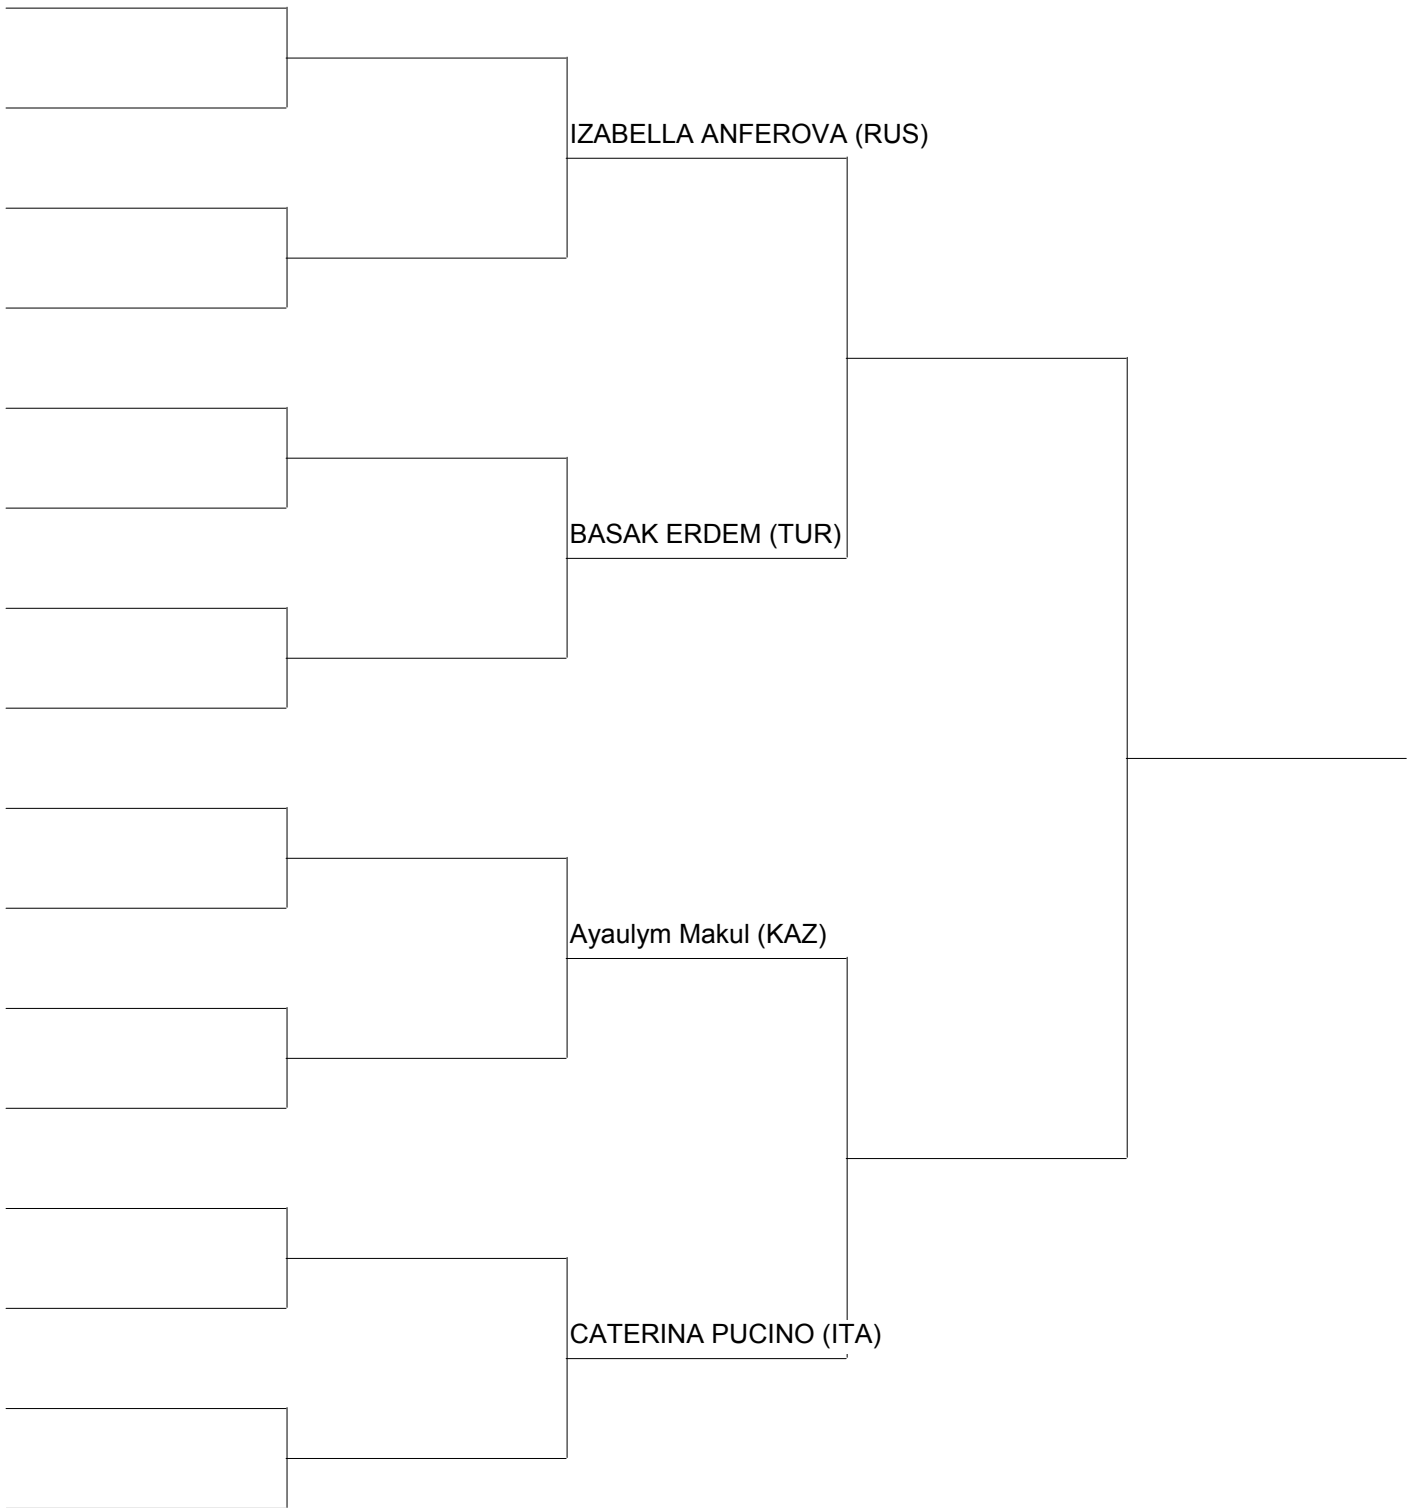 IZABELLA ANFEROVA (RUS)
BASAK ERDEM (TUR)
Ayaulym Makul (KAZ)
CATERINA PUCINO (ITA)